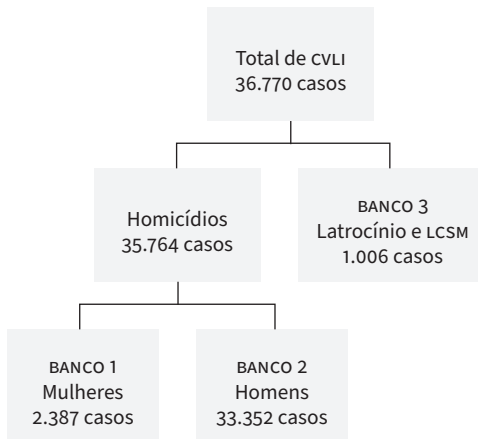 Total de CVLI
36.770 casos
Homicídios
35.764 casos
BANCO 3
Latrocínio e LCSM
1.006 casos
BANCO 1
Mulheres
2.387 casos
BANCO 2
Homens
33.352 casos